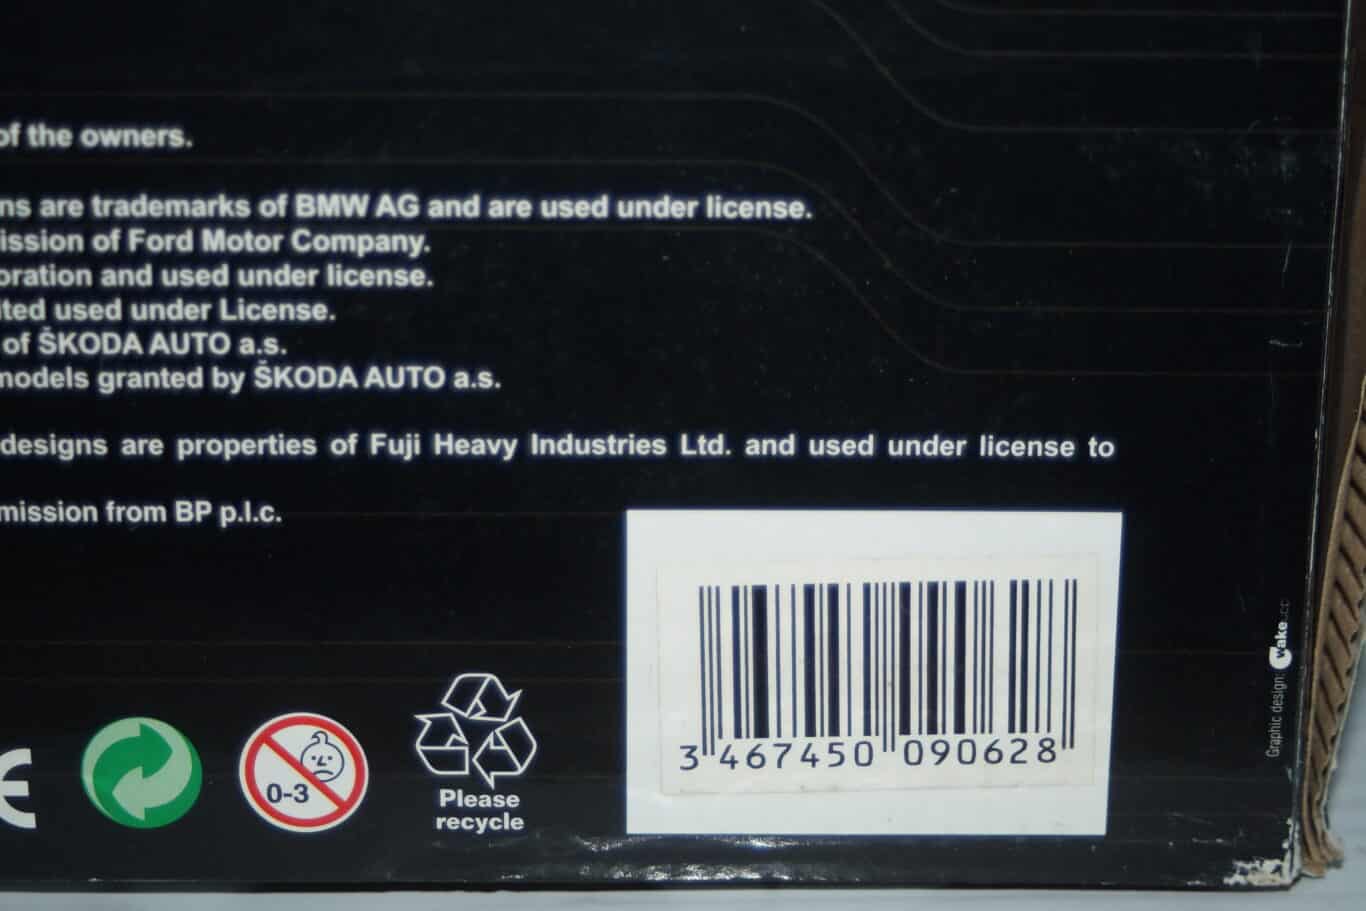 of the owners.
ns are trademarks of BMW AG and are used under license.
ission of Ford Motor Company.
oration and used under license.
ited used under License.
of ŠKODA AUTO a.s.
models granted by ŠKODA AUTO a.s.
designs are properties of Fuji Heavy Industries Ltd. and used under license to
mission from BP p.l.c.
CE
0-3
Please
recycle
3 467450 090628
Graphic design: wake.cc